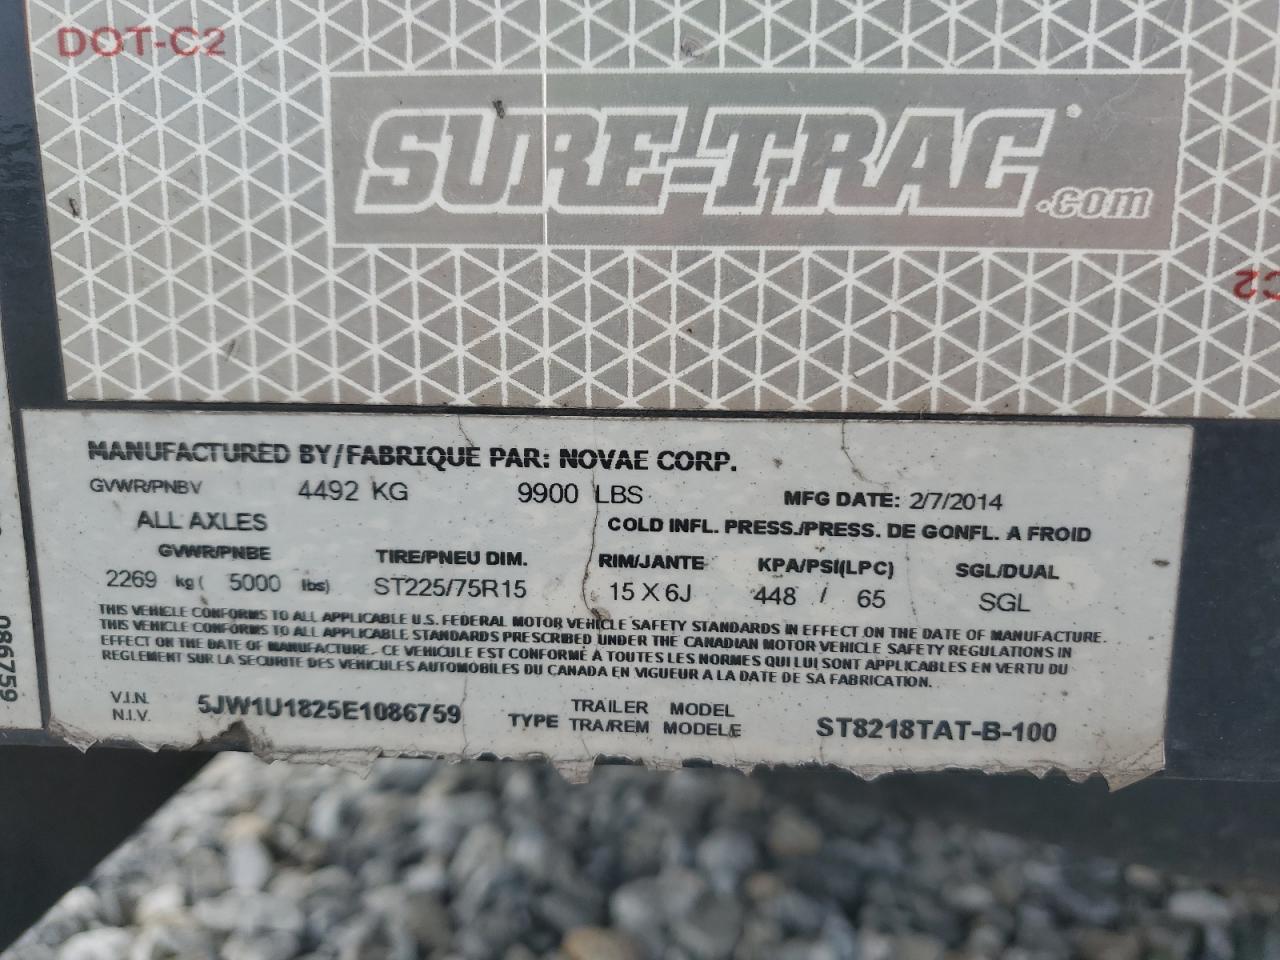 DOT-C2
SURE-TRAC
.com
C2
MANUFACTURED BY/FABRIQUE PAR: NOVAE CORP.
GVWR/PNBV 4492 KG 9900 LBS MFG DATE: 2/7/2014
ALL AXLES COLD INFL. PRESS./PRESS. DE GONFL. A FROID
GVWR/PNBE TIRE/PNEU DIM. RIM/JANTE KPA/PSI(LPC) SGL/DUAL
2269 kg ( 5000 lbs) ST225/75R15 15 X 6J 448 / 65 SGL
THIS VEHICLE CONFORMS TO ALL APPLICABLE U.S. FEDERAL MOTOR VEHICLE SAFETY STANDARDS IN EFFECT ON THE DATE OF MANUFACTURE.
THIS VEHICLE CONFORMS TO ALL APPLICABLE STANDARDS PRESCRIBED UNDER THE CANADIAN MOTOR VEHICLE SAFETY REGULATIONS IN
EFFECT ON THE DATE OF MANUFACTURE. CE VEHICULE EST CONFORME À TOUTES LES NORMES QUI LUI SONT APPLICABLES EN VERTU DU
REGLEMENT SUR LA SECURITE DES VEHICULES AUTOMOBILES DU CANADA EN VIGUEUR A LA DATE DE SA FABRICATION.
V.I.N. 5JW1U1825E1086759 TRAILER MODEL
N.I.V. TYPE TRA/REM MODELE ST8218TAT-B-100
086759